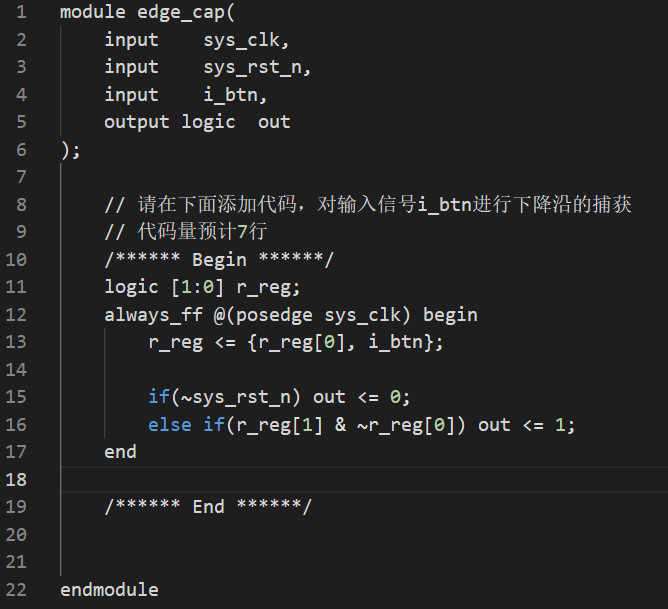 1 module edge_cap(
2     input    sys_clk,
3     input    sys_rst_n,
4     input    i_btn,
5     output logic  out
6 );
7
8     // 请在下面添加代码，对输入信号i_btn进行下降沿的捕获
9     // 代码量预计7行
10     /****** Begin ******/
11     logic [1:0] r_reg;
12     always_ff @(posedge sys_clk) begin
13         r_reg <= {r_reg[0], i_btn};
14
15         if(~sys_rst_n) out <= 0;
16         else if(r_reg[1] & ~r_reg[0]) out <= 1;
17     end
18
19     /****** End ******/
20
21
22 endmodule